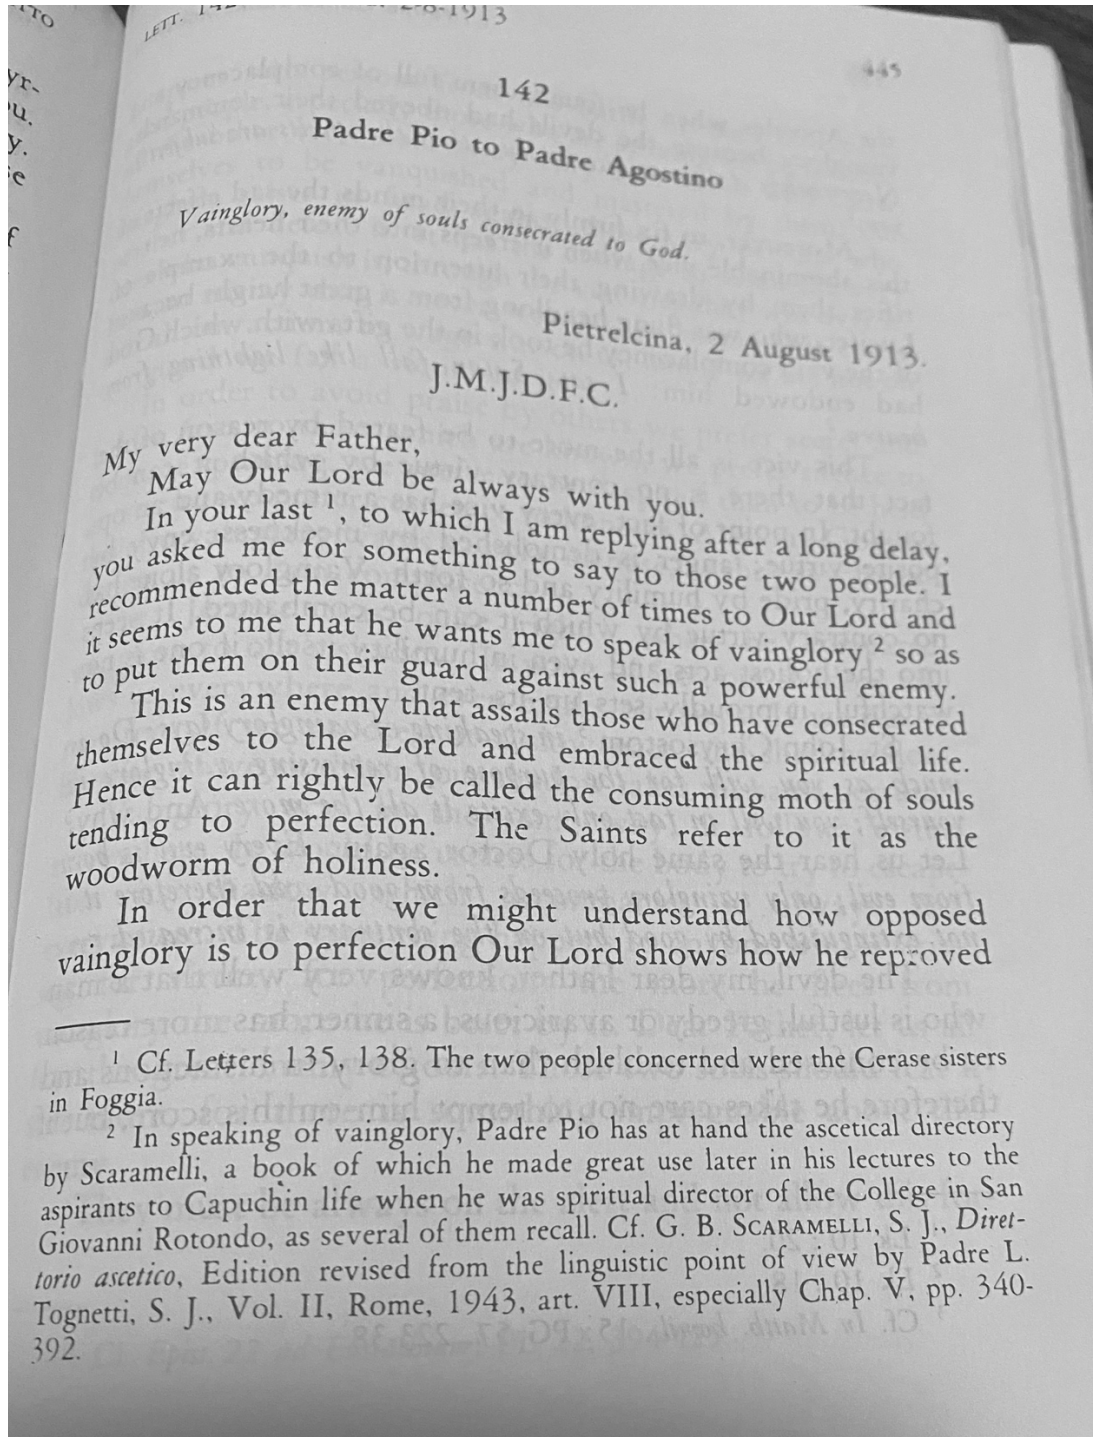 LETT. 142
2-8-1913
445
142
Padre Pio to Padre Agostino
Vainglory, enemy of souls consecrated to God.
Pietrelcina, 2 August 1913.
J.M.J.D.F.C.
My very dear Father,
May Our Lord be always with you.
In your last ¹, to which I am replying after a long delay,
you asked me for something to say to those two people. I
recommended the matter a number of times to Our Lord and
it seems to me that he wants me to speak of vainglory ² so as
to put them on their guard against such a powerful enemy.
This is an enemy that assails those who have consecrated
themselves to the Lord and embraced the spiritual life.
Hence it can rightly be called the consuming moth of souls
tending to perfection. The Saints refer to it as the
woodworm of holiness.
In order that we might understand how opposed
vainglory is to perfection Our Lord shows how he reproved
¹ Cf. Letters 135, 138. The two people concerned were the Cerase sisters
in Foggia.
² In speaking of vainglory, Padre Pio has at hand the ascetical directory
by Scaramelli, a book of which he made great use later in his lectures to the
aspirants to Capuchin life when he was spiritual director of the College in San
Giovanni Rotondo, as several of them recall. Cf. G. B. SCARAMELLI, S. J., Diret-
torio ascetico, Edition revised from the linguistic point of view by Padre L.
Tognetti, S. J., Vol. II, Rome, 1943, art. VIII, especially Chap. V, pp. 340-
392.